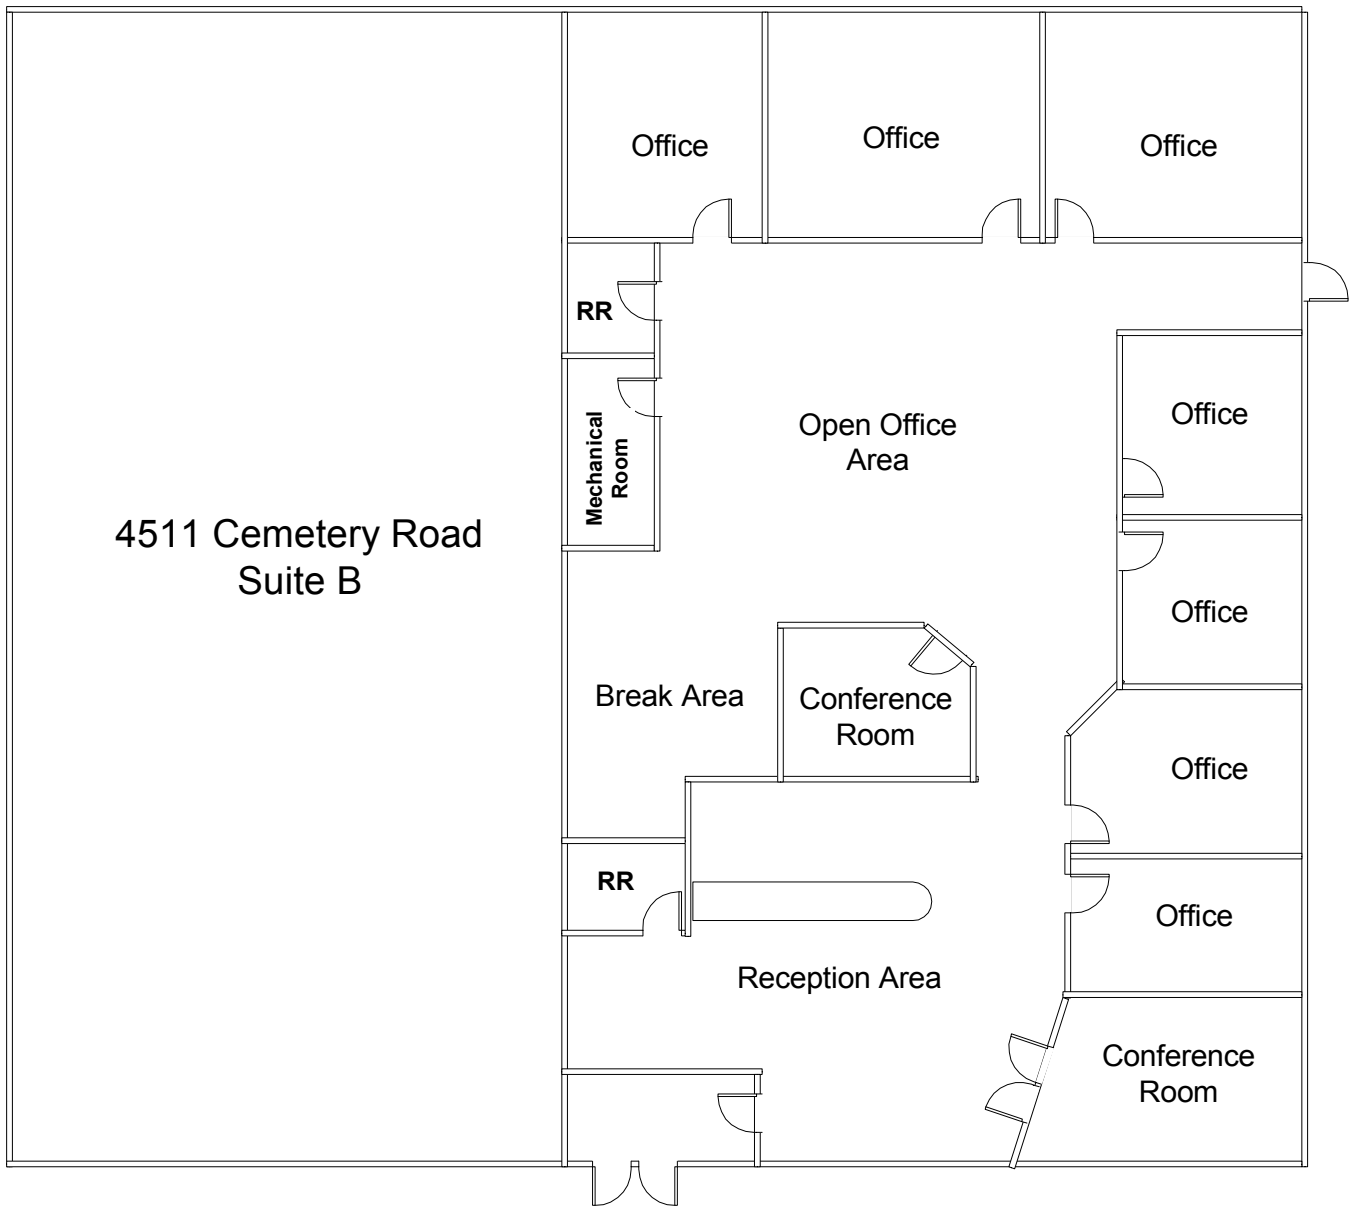 Office
Office
Office
RR
Office
Open Office
Area
Mechanical
Room
4511 Cemetery Road
Suite B
Office
Break Area
Conference
Room
Office
RR
Office
Reception Area
Conference
Room